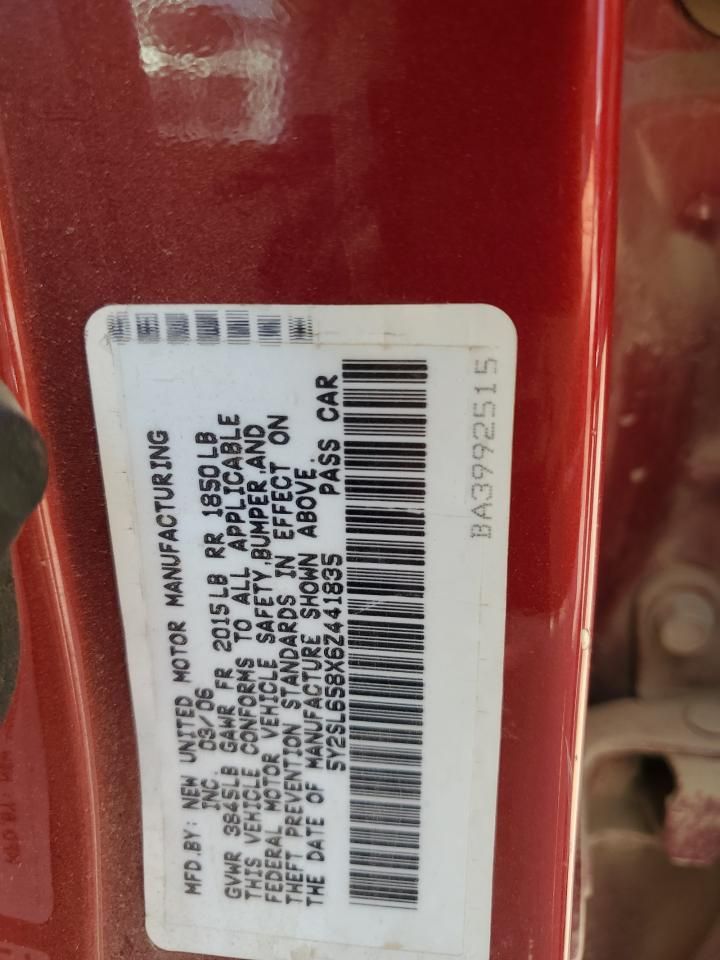 MFD.BY: NEW UNITED MOTOR MANUFACTURING
INC. 03/06
GVWR 3845LB GAWR FR 2015LB RR 1850LB
THIS VEHICLE CONFORMS TO ALL APPLICABLE
FEDERAL MOTOR VEHICLE SAFETY,BUMPER,AND
THEFT PREVENTION STANDARDS IN EFFECT ON
THE DATE OF MANUFACTURE SHOWN ABOVE.
5Y2SL658X6Z441835 PASS CAR
BA3992515